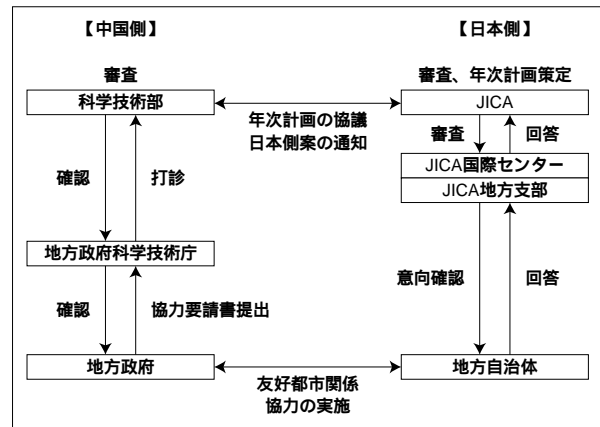 【中国側】 【日本側】
審査 審査、年次計画策定
科学技術部 JICA
年次計画の協議
日本側案の通知
審査 回答
JICA国際センター
JICA地方支部
確認 打診
地方政府科学技術庁
意向確認 回答
確認 協力要請書提出
地方政府 地方自治体
友好都市関係
協力の実施